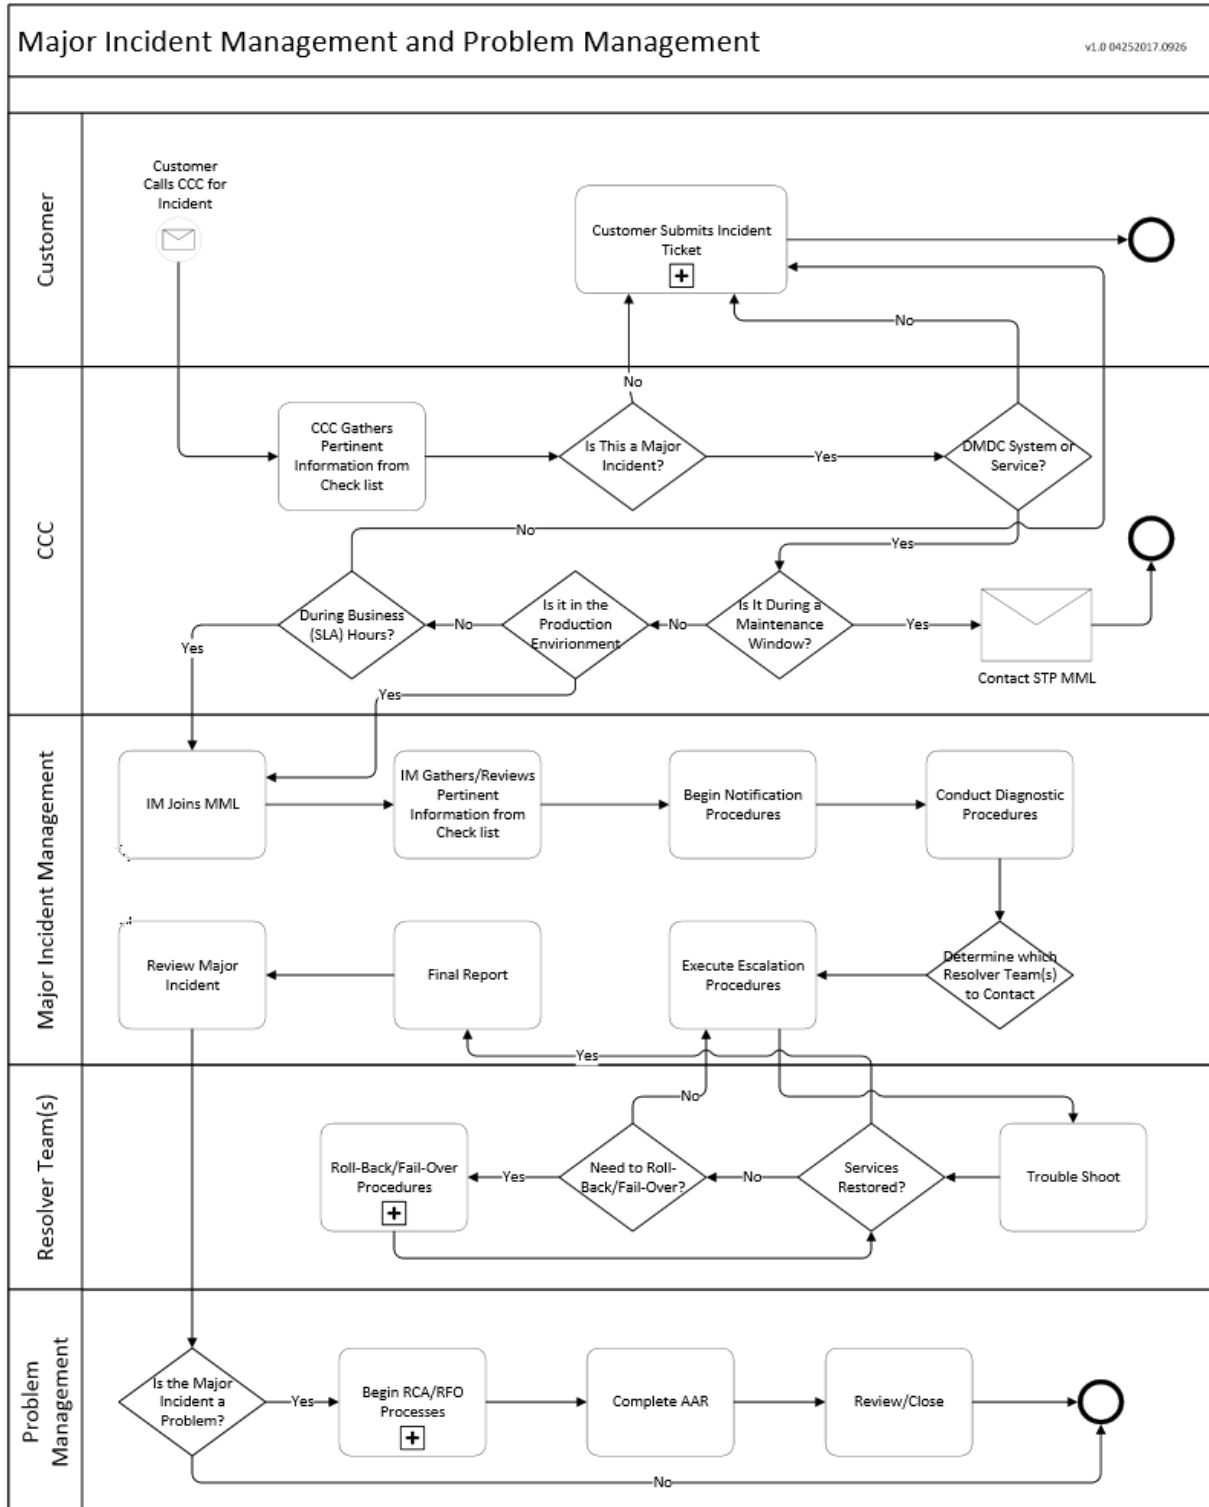 Major Incident Management and Problem Management
v1.0 04252017.0926
Customer
Customer
Calls CCC for
Incident
Customer Submits Incident
Ticket
No
CCC
No
CCC Gathers
Pertinent
Information from
Check list
Is This a Major
Incident?
Yes
DMDC System or
Service?
No
Yes
During Business
(SLA) Hours?
No
Is it in the
Production
Envirionment
No
Is It During a
Maintenance
Window?
Yes
Contact STP MML
Yes
Yes
Major Incident Management
IM Joins MML
IM Gathers/Reviews
Pertinent
Information from
Check list
Begin Notification
Procedures
Conduct Diagnostic
Procedures
Review Major
Incident
Final Report
Execute Escalation
Procedures
Determine which
Resolver Team(s)
to Contact
Yes
Resolver Team(s)
No
Roll-Back/Fail-Over
Procedures
Yes
Need to Roll-
Back/Fail-Over?
No
Services
Restored?
Trouble Shoot
Problem
Management
Is the Major
Incident a
Problem?
Yes
Begin RCA/RFO
Processes
Complete AAR
Review/Close
No